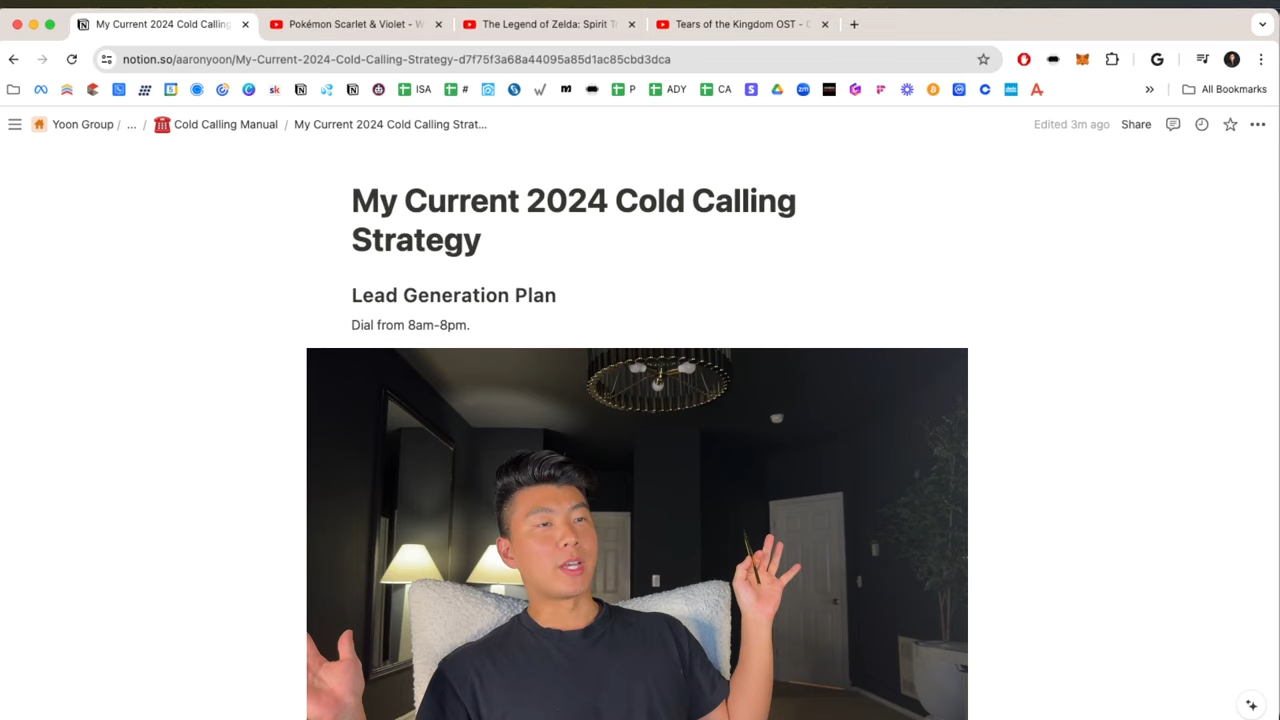 My Current 2024 Cold Calling
Pokémon Scarlet & Violet - W
The Legend of Zelda: Spirit T
Tears of the Kingdom OST -
notion.so/aaronyoon/My-Current-2024-Cold-Calling-Strategy-d7f75f3a68a44095a85d1ac85cbd3dca
sk
ISA
#
P
ADY
CA
zm
All Bookmarks
Yoon Group / ... / Cold Calling Manual / My Current 2024 Cold Calling Strat...
Edited 3m ago
Share
My Current 2024 Cold Calling
Strategy
Lead Generation Plan
Dial from 8am-8pm.